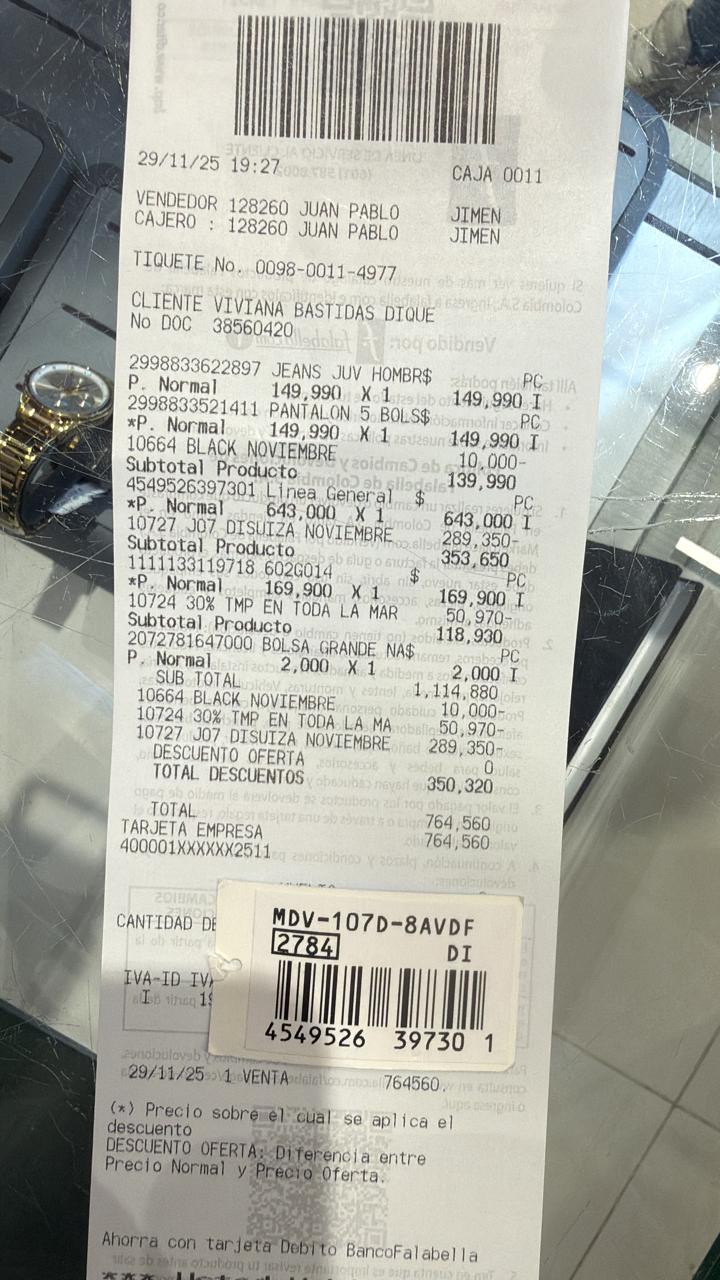 29/11/25 19:27 CAJA 0011
VENDEDOR 128260 JUAN PABLO JIMEN
CAJERO : 128260 JUAN PABLO JIMEN
TIQUETE No. 0098-0011-4977
CLIENTE VIVIANA BASTIDAS DIQUE
No DOC 38560420
2998833622897 JEANS JUV HOMBR$ PC
P. Normal 149,990 X 1 149,990 I
2998833521411 PANTALON 5 BOLS$ PC
*P. Normal 149,990 X 1 149,990 I
10664 BLACK NOVIEMBRE 10,000-
Subtotal Producto 139,990
4549526397301 Linea General $ PC
*P. Normal 643,000 X 1 643,000 I
10727 J07 DISUIZA NOVIEMBRE 289,350-
Subtotal Producto 353,650
1111133119718 602G014 $ PC
*P. Normal 169,900 X 1 169,900 I
10724 30% TMP EN TODA LA MAR 50,970-
Subtotal Producto 118,930
2072781647000 BOLSA GRANDE NA$ PC
P. Normal 2,000 X 1 2,000 I
SUB TOTAL 1,114,880
10664 BLACK NOVIEMBRE 10,000-
10724 30% TMP EN TODA LA MA 50,970-
10727 J07 DISUIZA NOVIEMBRE 289,350-
DESCUENTO OFERTA 0
TOTAL DESCUENTOS 350,320
TOTAL 764,560
TARJETA EMPRESA 764,560
400001XXXXXX2511
CANTIDAD DE
MDV-107D-8AVDF
2784 DI
4549526 39730 1
IVA-ID IV
I 19
29/11/25 1 VENTA 764560.
(*) Precio sobre el cual se aplica el
descuento
DESCUENTO OFERTA: Diferencia entre
Precio Normal y Precio Oferta.
Ahorra con tarjeta Debito BancoFalabella